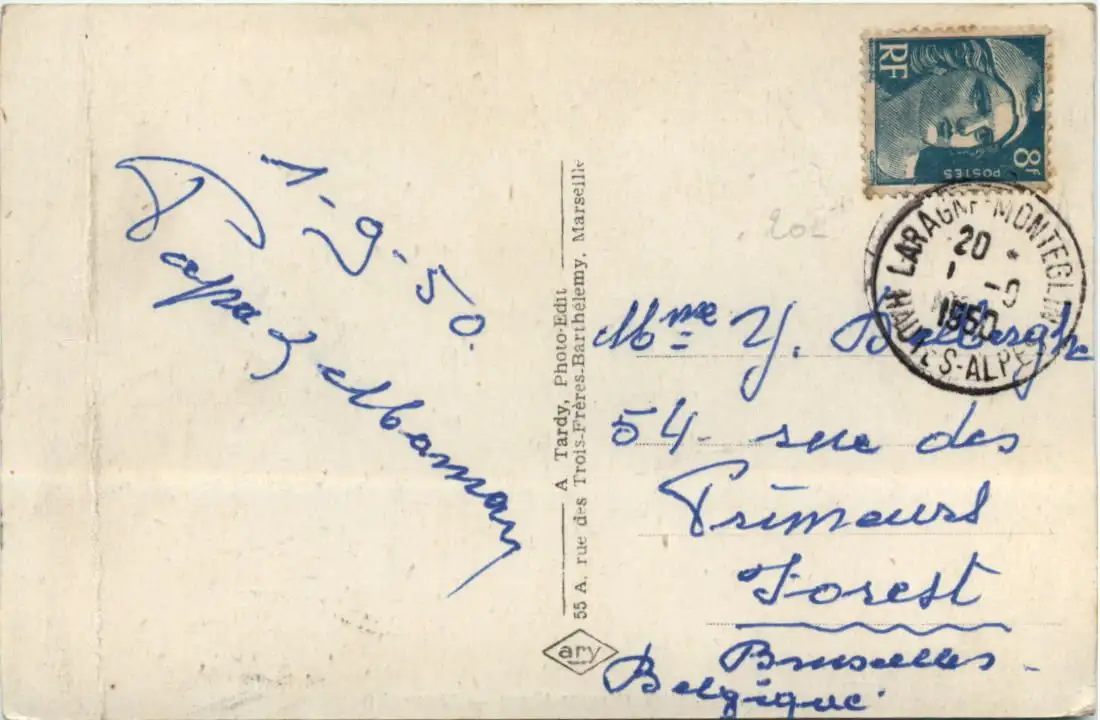 1-9-50.
Papa & Maman
A Tardy, Photo-Edit
55 A. rue des Trois-Frères-Barthélemy, Marseille
ary
RF
8F
POSTES
LARAGNE-MONTEGLIN
20
1-9
1950
HAUTES-ALPES
202
Mme Y.
54 - rue des
Primeurs
Forest
Bruxelles -
Belgique.